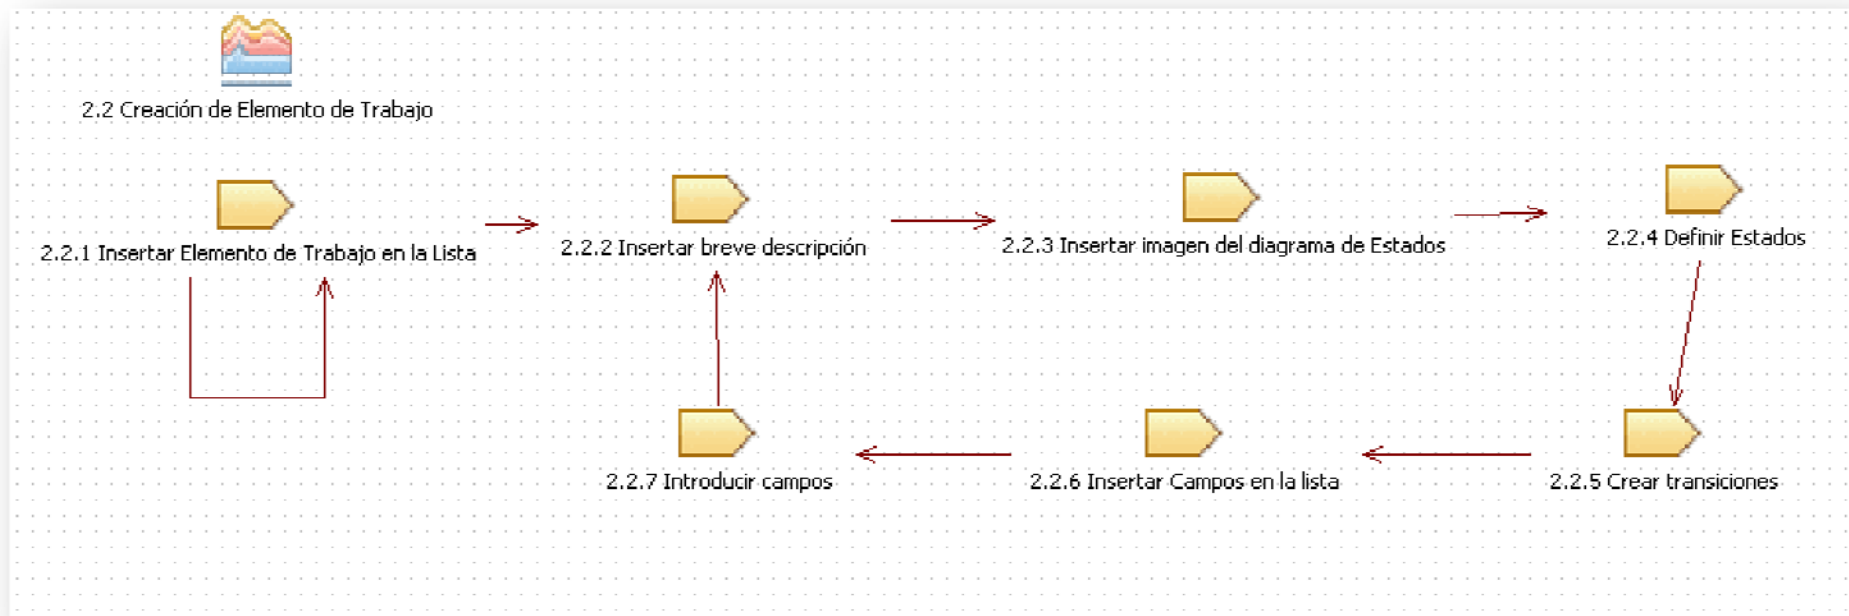 2.2 Creación de Elemento de Trabajo
2.2.1 Insertar Elemento de Trabajo en la Lista
2.2.2 Insertar breve descripción
2.2.3 Insertar imagen del diagrama de Estados
2.2.4 Definir Estados
2.2.7 Introducir campos
2.2.6 Insertar Campos en la lista
2.2.5 Crear transiciones